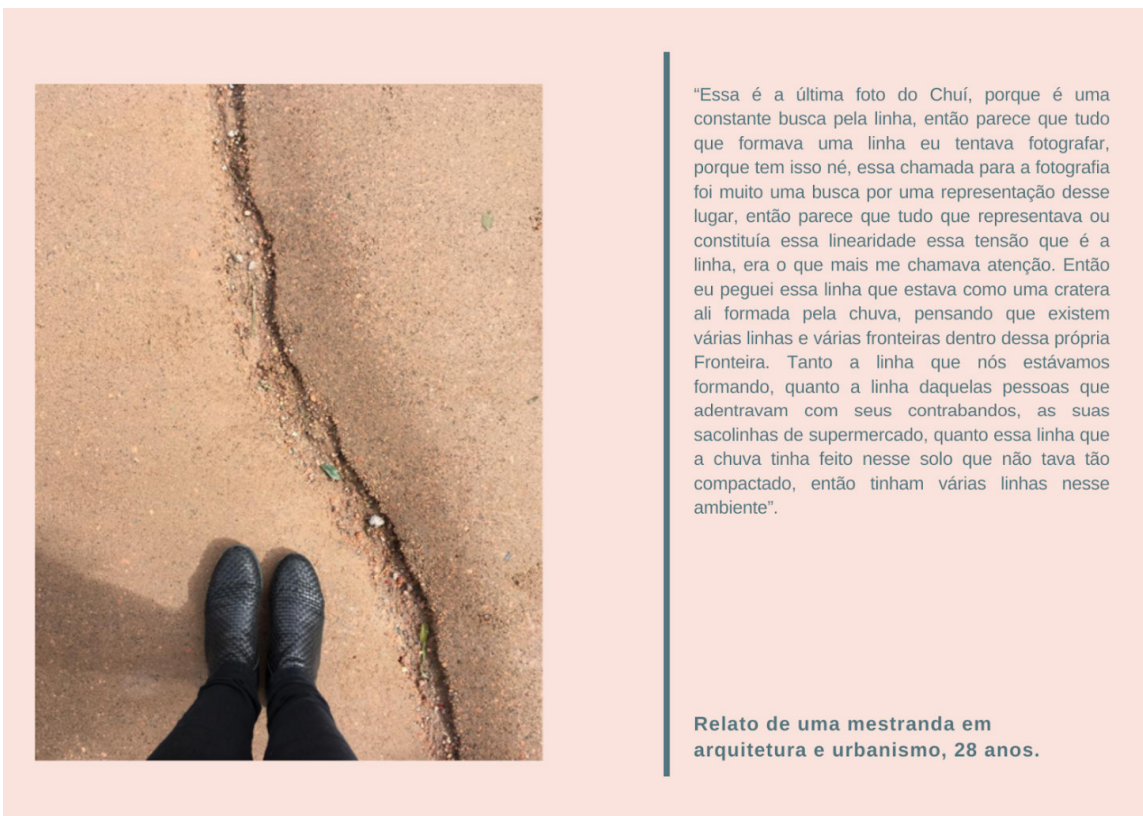 “Essa é a última foto do Chuí, porque é uma
constante busca pela linha, então parece que tudo
que formava uma linha eu tentava fotografar,
porque tem isso né, essa chamada para a fotografia
foi muito uma busca por uma representação desse
lugar, então parece que tudo que representava ou
constituía essa linearidade essa tensão que é a
linha, era o que mais me chamava atenção. Então
eu peguei essa linha que estava como uma cratera
ali formada pela chuva, pensando que existem
várias linhas e várias fronteiras dentro dessa própria
Fronteira. Tanto a linha que nós estávamos
formando, quanto a linha daquelas pessoas que
adentravam com seus contrabandos, as suas
sacolinhas de supermercado, quanto essa linha que
a chuva tinha feito nesse solo que não tava tão
compactado, então tinham várias linhas nesse
ambiente”.
Relato de uma mestranda em
arquitetura e urbanismo, 28 anos.